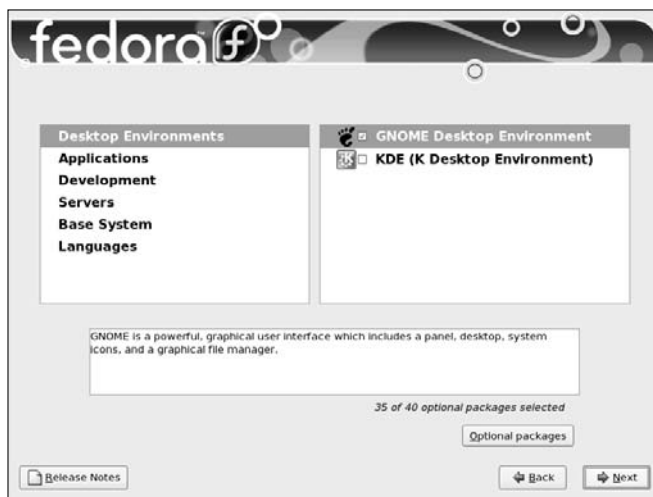 fedora
Desktop Environments
Applications
Development
Servers
Base System
Languages
GNOME Desktop Environment
KDE (K Desktop Environment)
GNOME is a powerful, graphical user interface which includes a panel, desktop, system
icons, and a graphical file manager.
35 of 40 optional packages selected
Optional packages
Release Notes
Back
Next